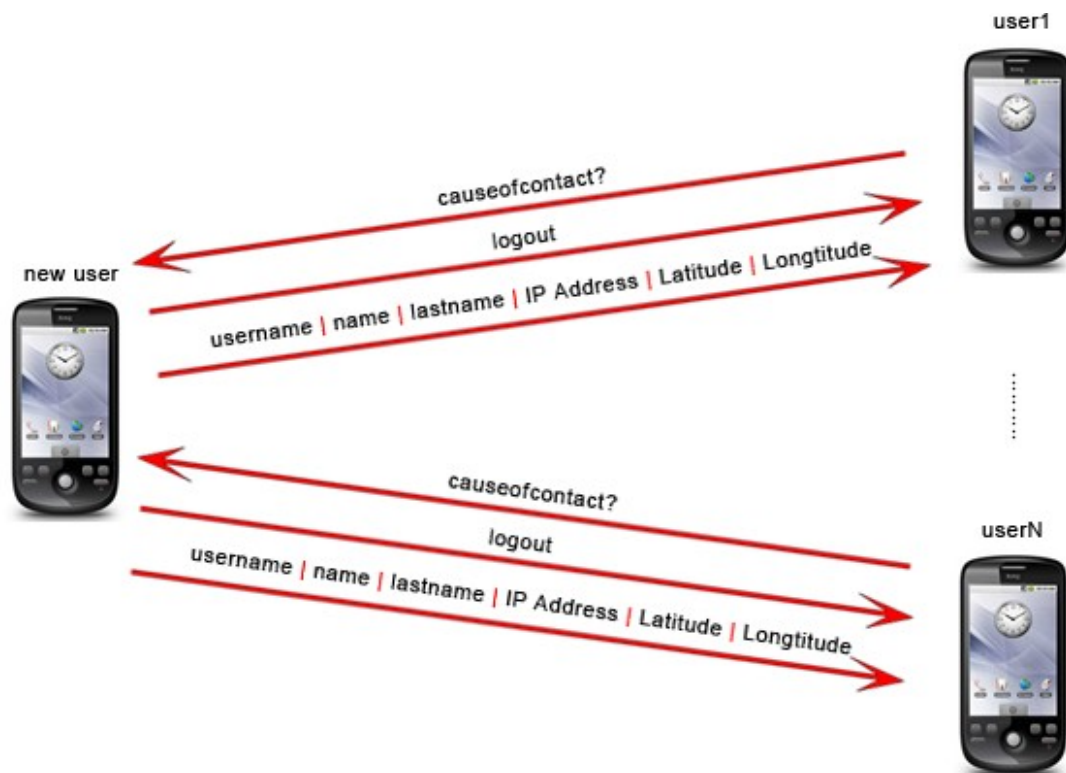 user1
causeofcontact?
logout
username | name | lastname | IP Address | Latitude | Longtitude
new user
causeofcontact?
logout
username | name | lastname | IP Address | Latitude | Longtitude
userN